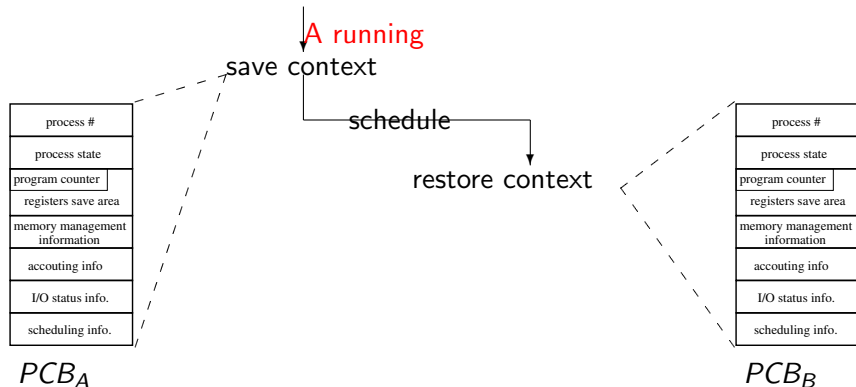 A running
save context
schedule
restore context
process #
process state
program counter
registers save area
memory management
information
accouting info
I/O status info.
scheduling info.
PCB_A
process #
process state
program counter
registers save area
memory management
information
accouting info
I/O status info.
scheduling info.
PCB_B